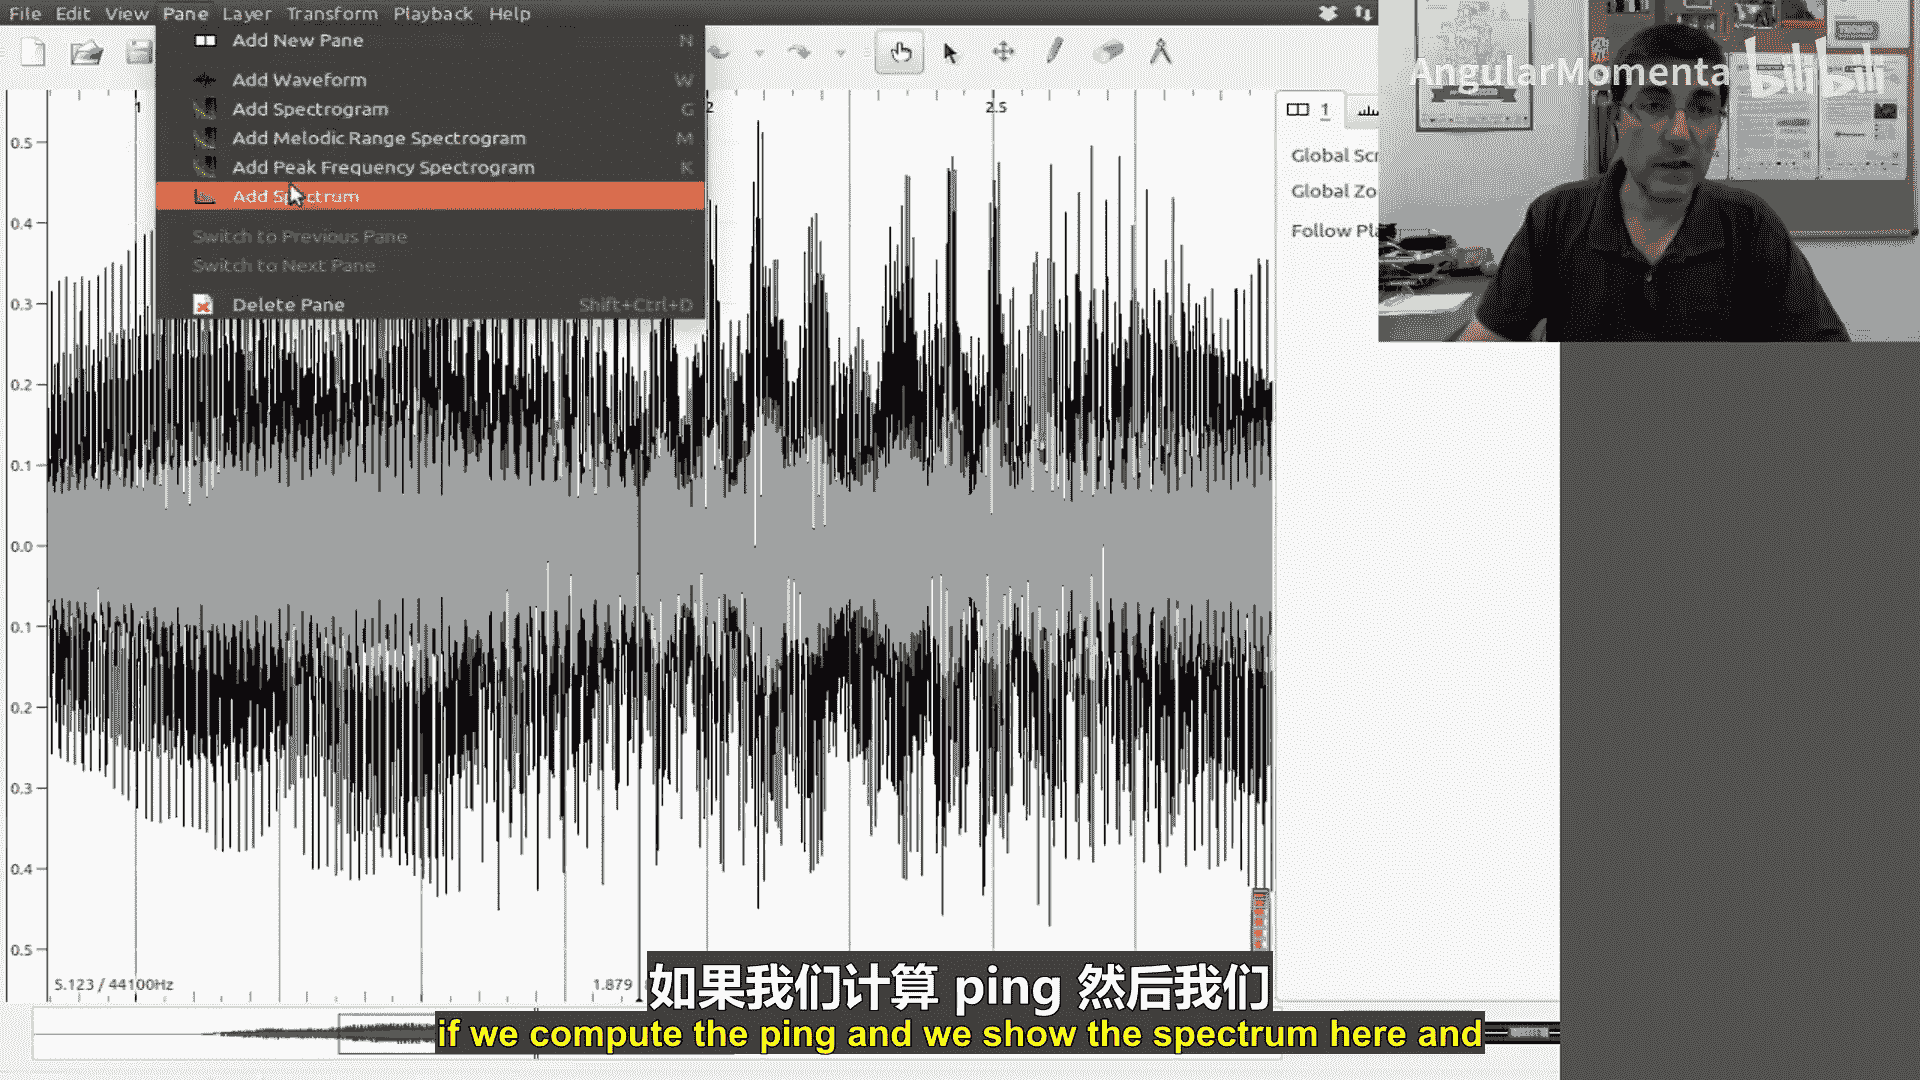 File Edit View Pane Layer Transform Playback Help
Add New Pane N
Add Waveform W
Add Spectrogram G
Add Melodic Range Spectrogram M
Add Peak Frequency Spectrogram K
Add Spectrum
Switch to Previous Pane
Switch to Next Pane
Delete Pane Shift+Ctrl+D
AngularMomenta bilibili
1 2 2.5
1
Global Scr
Global Zo
Follow Pla
0.5
0.4
0.3
0.2
0.1
0.0
0.1
0.2
0.3
0.4
0.5
5.123 / 44100Hz
1.879
如果我们计算 ping 然后我们
if we compute the ping and we show the spectrum here and